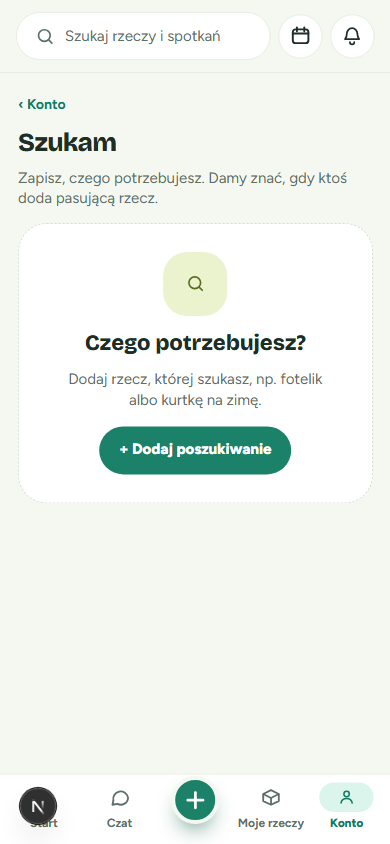 Szukaj rzeczy i spotkań
‹ Konto
Szukam
Zapisz, czego potrzebujesz. Damy znać, gdy ktoś
doda pasującą rzecz.
Czego potrzebujesz?
Dodaj rzecz, której szukasz, np. fotelik
albo kurtkę na zimę.
+ Dodaj poszukiwanie
N
Start
Czat
Moje rzeczy
Konto